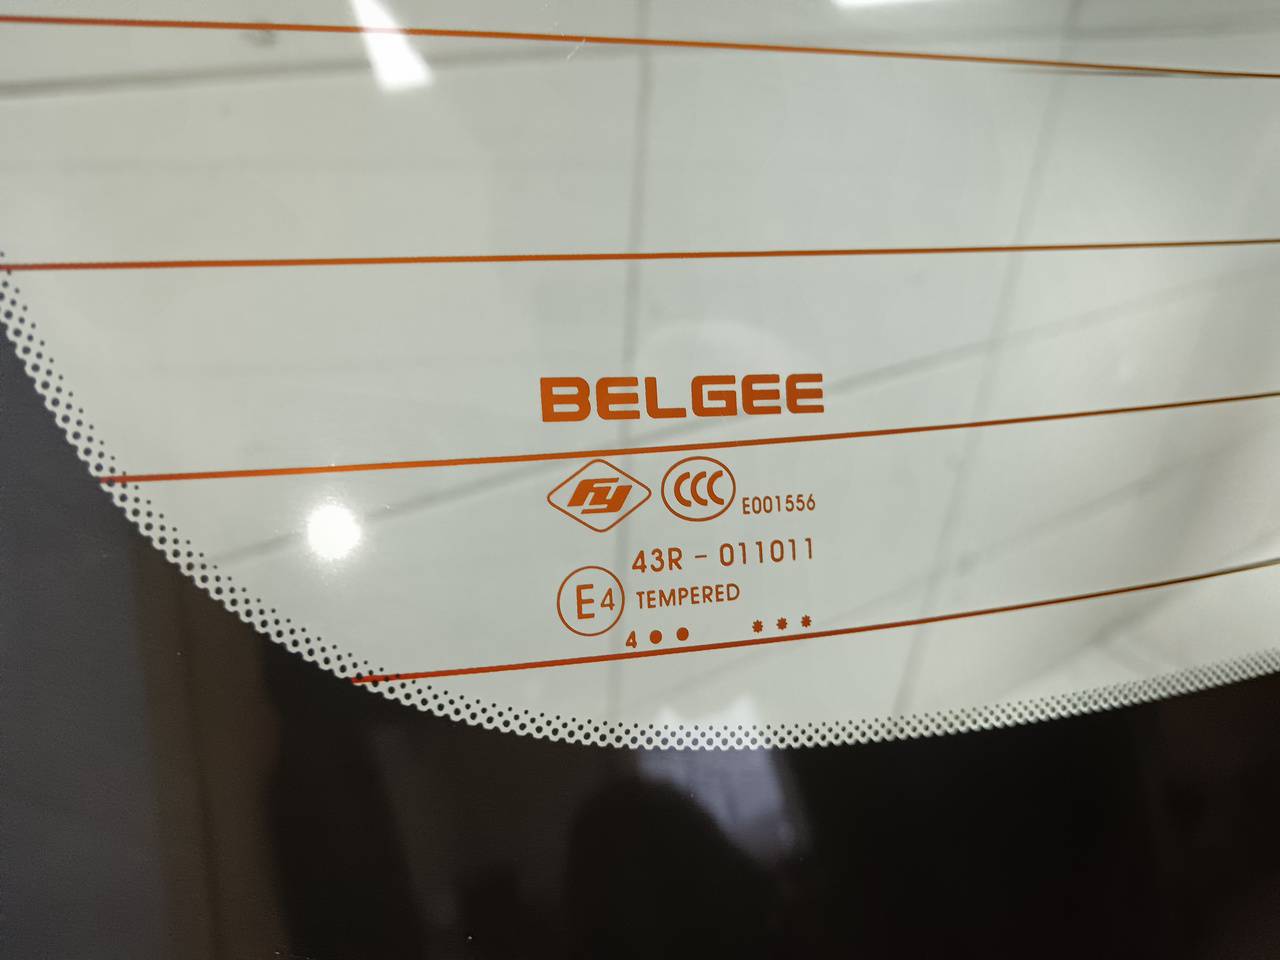 BELGEE
fy CCC E001556
43R - 011011
E4 TEMPERED
4 ●● ***